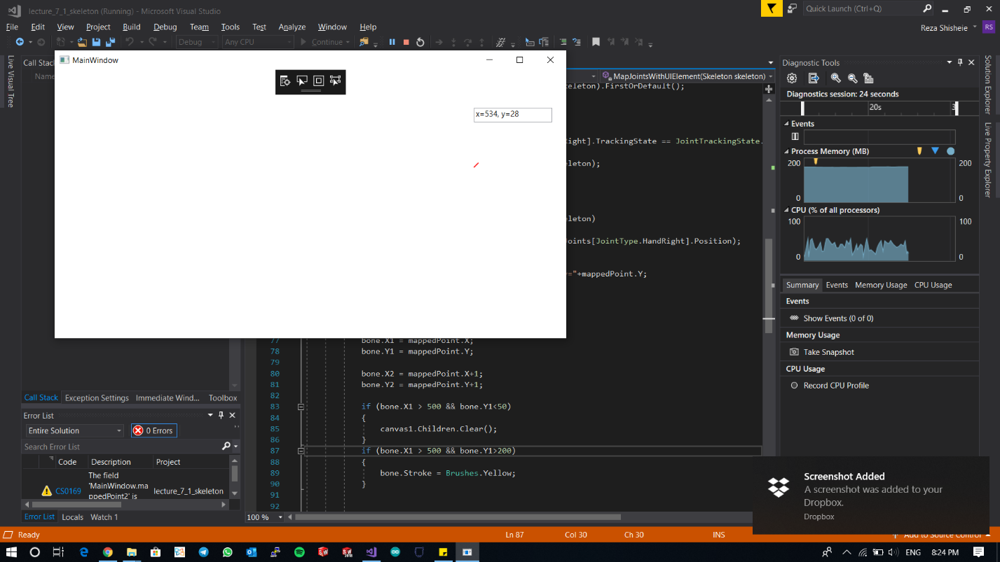 lecture_7_1_skeleton (Running) - Microsoft Visual Studio
Quick Launch (Ctrl+Q)
File Edit View Project Build Debug Team Tools Test Analyze Window Help
Reza Shisheie RS
Debug Any CPU Continue
Live Visual Tree
Call Stack
Name
MainWindow
x=534, y=28
MapJointsWithUIElement(Skeleton skeleton)
eleton).FirstOrDefault();
Right].TrackingState == JointTrackingState.
eleton);
leton)
oints[JointType.HandRight].Position);
="+mappedPoint.Y;
77 bone.X1 = mappedPoint.X;
78 bone.Y1 = mappedPoint.Y;
79
80 bone.X2 = mappedPoint.X+1;
81 bone.Y2 = mappedPoint.Y+1;
82
83 if (bone.X1 > 500 && bone.Y1<50)
84 {
85 canvas1.Children.Clear();
86 }
87 if (bone.X1 > 500 && bone.Y1>200)
88 {
89 bone.Stroke = Brushes.Yellow;
90 }
91
92
100 %
Call Stack Exception Settings Immediate Wind... Toolbox
Error List
Entire Solution 0 Errors
Search Error List
Code Description Project
The field
'MainWindow.ma
CS0169 ppedPoint2' is lecture_7_1_skeleton
Error List Locals Watch 1
Diagnostic Tools
Diagnostics session: 24 seconds
20s 3
Events
Process Memory (MB)
200 200
0 0
CPU (% of all processors)
100 100
0 0
Summary Events Memory Usage CPU Usage
Events
Show Events (0 of 0)
Memory Usage
Take Snapshot
CPU Usage
Record CPU Profile
Solution Explorer
Live Property Explorer
Screenshot Added
A screenshot was added to your
Dropbox.
Dropbox
Ready Ln 87 Col 30 Ch 30 INS Add to Source Control
ENG 8:24 PM